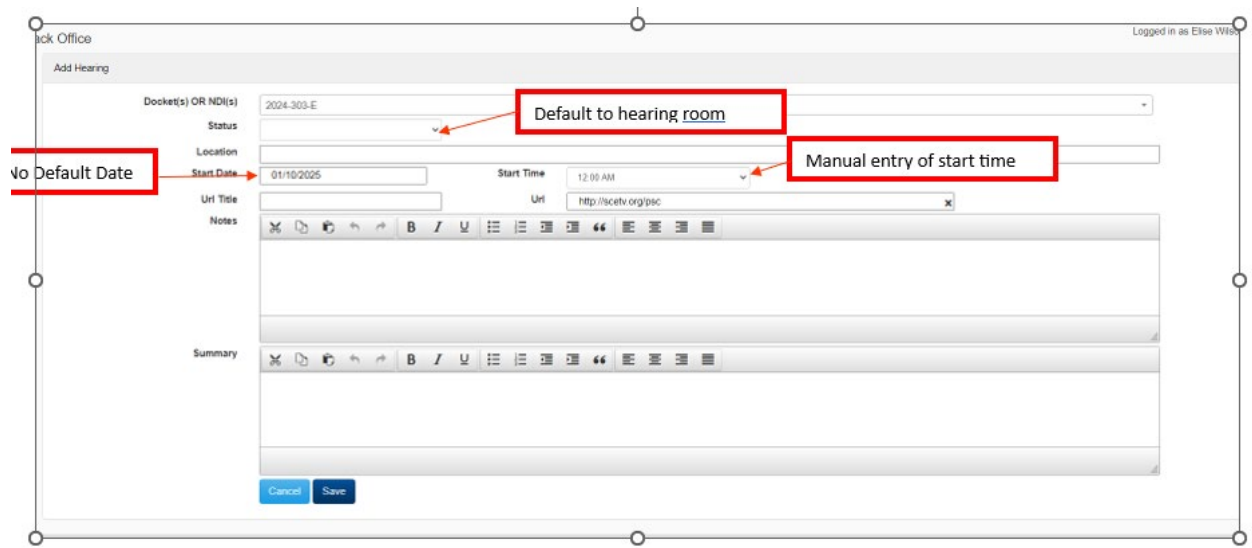 ack Office
Logged in as Elise Wilso
Add Hearing
Docket(s) OR NDI(s)
2024-303-E
Default to hearing room
Status
Location
Manual entry of start time
No Default Date
Start Date
01/10/2025
Start Time
12:00 AM
Url Title
Url
http://scetv.org/psc
Notes
B I U
Summary
B I U
Cancel
Save